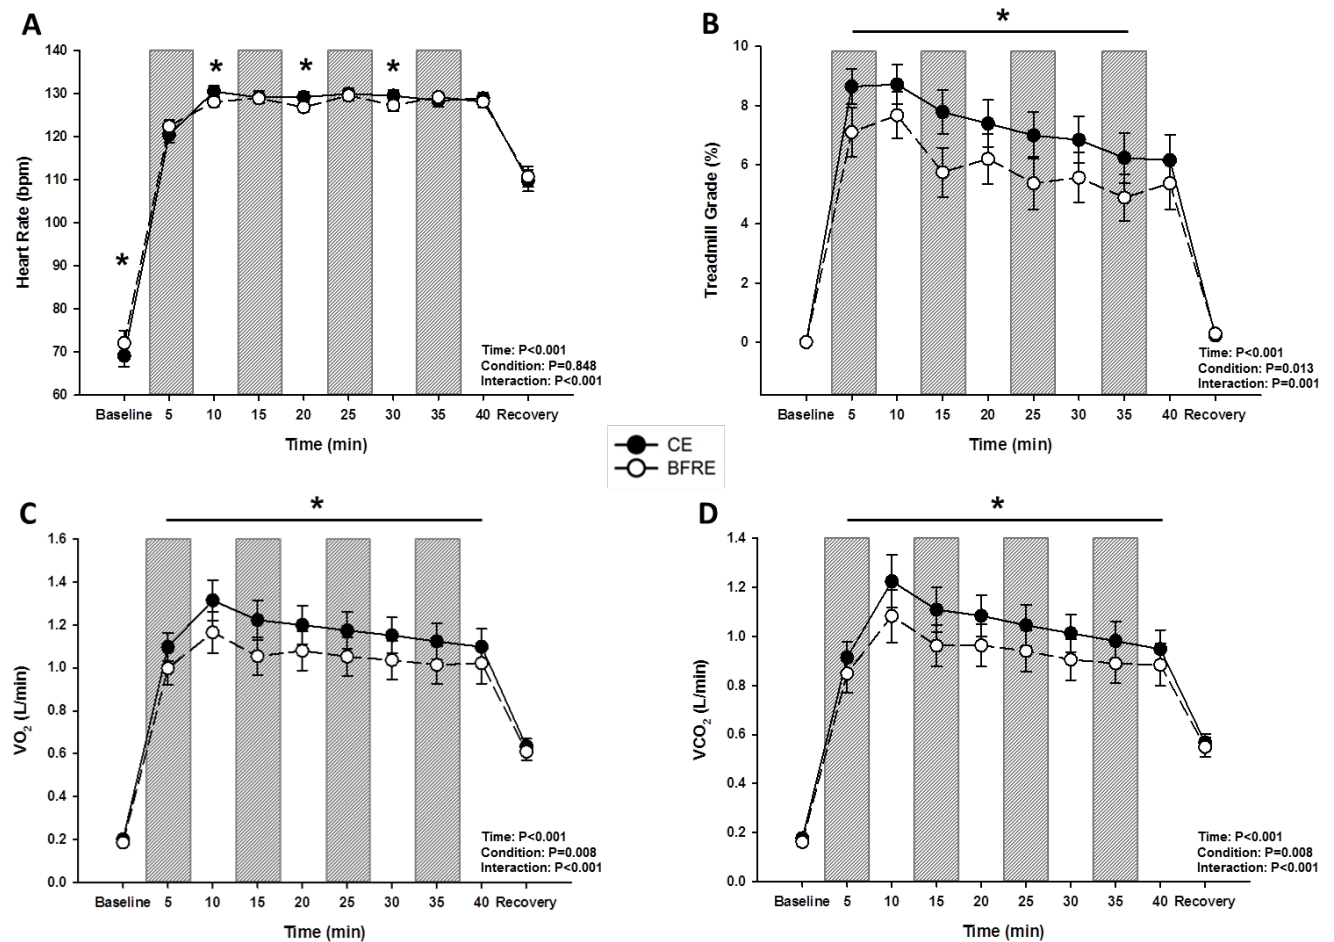 A
*
*
*
*
Heart Rate (bpm)
140
130
120
110
100
90
80
70
60
Time: P<0.001
Condition: P=0.848
Interaction: P<0.001
Baseline 5 10 15 20 25 30 35 40 Recovery
Time (min)
B
*
Treadmill Grade (%)
10
8
6
4
2
0
Time: P<0.001
Condition: P=0.013
Interaction: P=0.001
Baseline 5 10 15 20 25 30 35 40 Recovery
Time (min)
CE
BFRE
C
*
VO₂ (L/min)
1.6
1.4
1.2
1.0
0.8
0.6
0.4
0.2
0.0
Time: P<0.001
Condition: P=0.008
Interaction: P<0.001
Baseline 5 10 15 20 25 30 35 40 Recovery
Time (min)
D
*
VCO₂ (L/min)
1.4
1.2
1.0
0.8
0.6
0.4
0.2
0.0
Time: P<0.001
Condition: P=0.008
Interaction: P<0.001
Baseline 5 10 15 20 25 30 35 40 Recovery
Time (min)